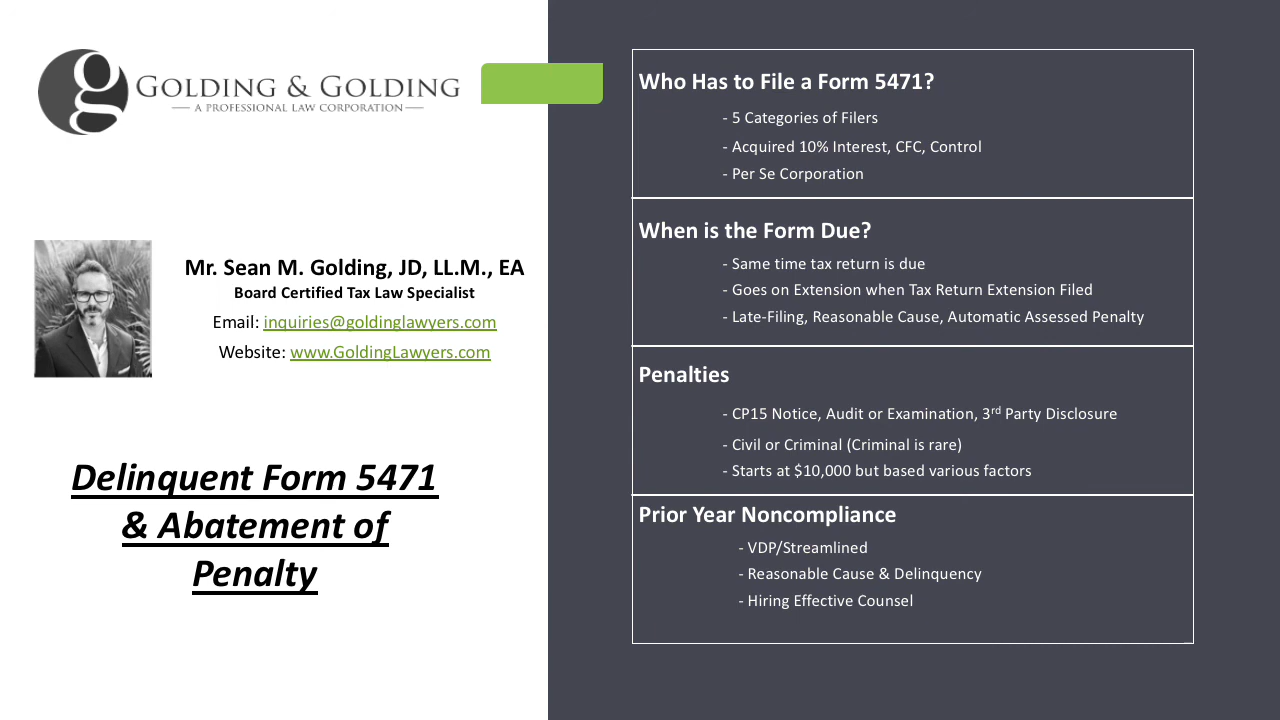 GOLDING & GOLDING
A PROFESSIONAL LAW CORPORATION
Mr. Sean M. Golding, JD, LL.M., EA
Board Certified Tax Law Specialist
Email: inquiries@goldinglawyers.com
Website: www.GoldingLawyers.com
Delinquent Form 5471
& Abatement of
Penalty
Who Has to File a Form 5471?
- 5 Categories of Filers
- Acquired 10% Interest, CFC, Control
- Per Se Corporation
When is the Form Due?
- Same time tax return is due
- Goes on Extension when Tax Return Extension Filed
- Late-Filing, Reasonable Cause, Automatic Assessed Penalty
Penalties
- CP15 Notice, Audit or Examination, 3rd Party Disclosure
- Civil or Criminal (Criminal is rare)
- Starts at $10,000 but based various factors
Prior Year Noncompliance
- VDP/Streamlined
- Reasonable Cause & Delinquency
- Hiring Effective Counsel